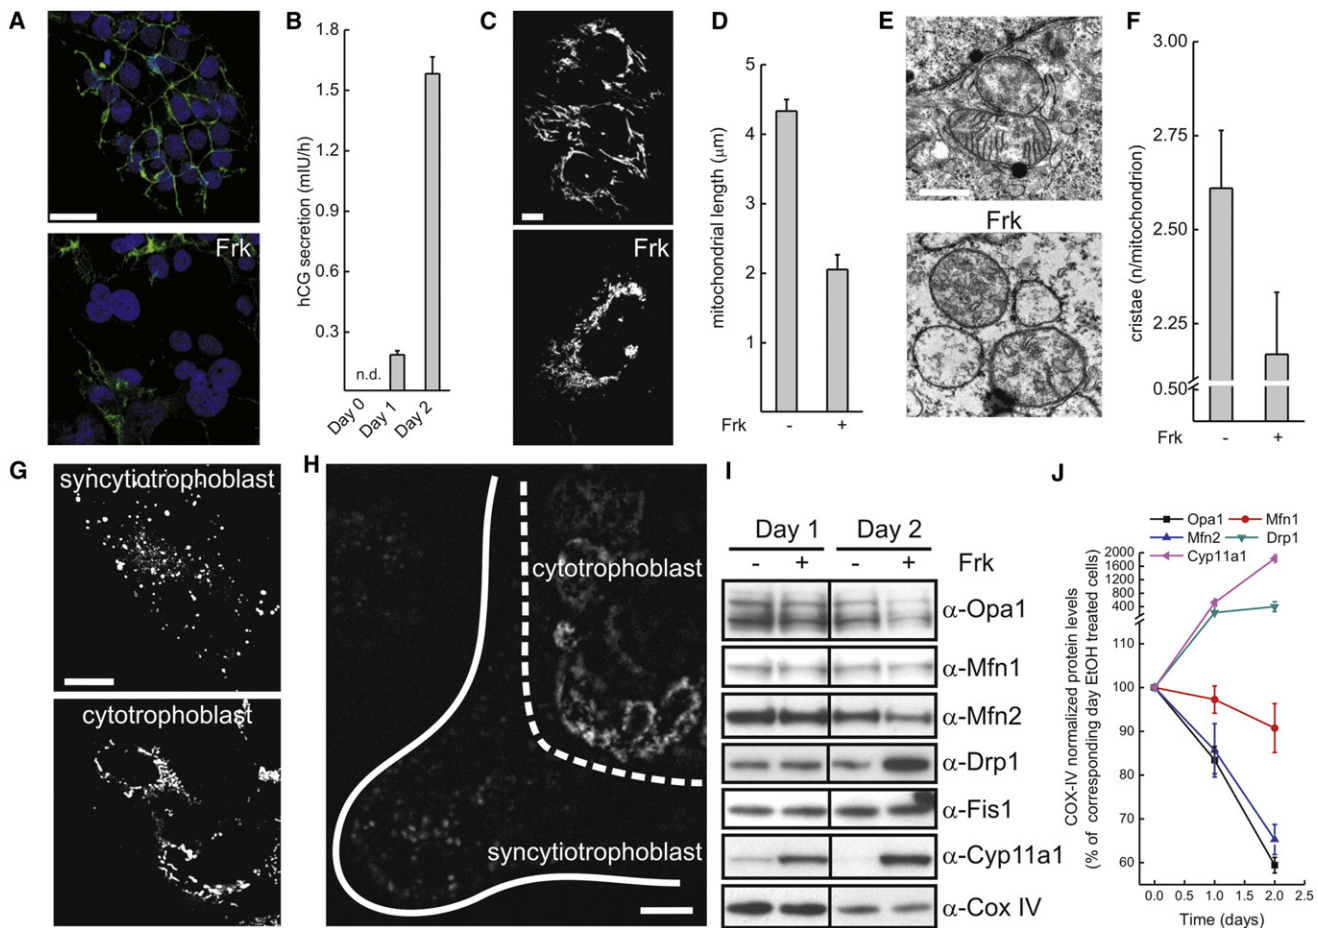 A
Frk
B
hCG secretion (mIU/h)
1.8
1.5
1.2
0.9
0.6
0.3
n.d.
Day 0
Day 1
Day 2
C
Frk
D
mitochondrial length (μm)
5
4
3
2
1
Frk - +
E
Frk
F
cristae (n/mitochondrion)
3.00
2.75
2.50
2.25
0.50
Frk - +
G
syncytiotrophoblast
cytotrophoblast
H
cytotrophoblast
syncytiotrophoblast
I
Day 1 Day 2
- + - + Frk
α-Opa1
α-Mfn1
α-Mfn2
α-Drp1
α-Fis1
α-Cyp11a1
α-Cox IV
J
Opa1 Mfn1
Mfn2 Drp1
Cyp11a1
COX-IV normalized protein levels
(% of corresponding day EtOH treated cells)
2000
1600
1200
800
400
110
100
90
80
70
60
0.0 0.5 1.0 1.5 2.0 2.5
Time (days)